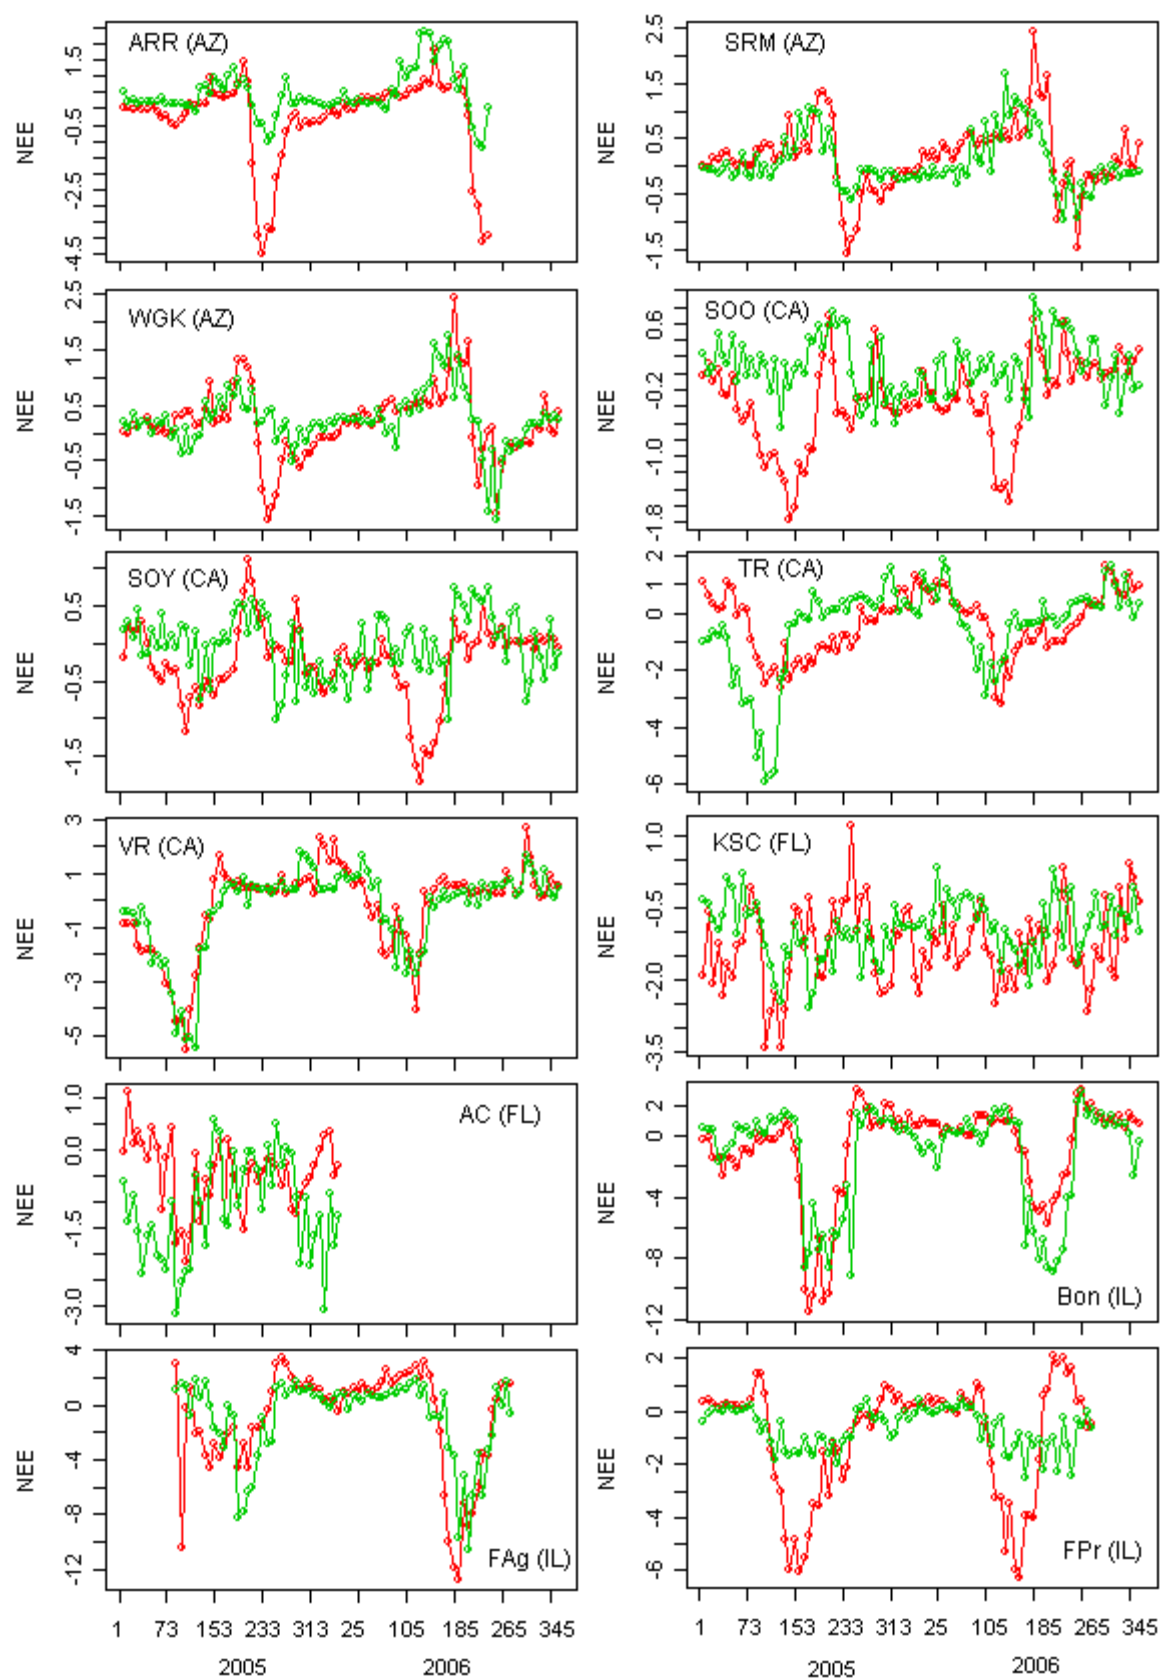 ARR (AZ)
NEE
1.5
-0.5
-2.5
-4.5
SRM (AZ)
NEE
2.5
1.5
0.5
-0.5
-1.5
WGK (AZ)
NEE
2.5
1.5
0.5
-0.5
-1.5
SOO (CA)
NEE
0.6
-0.2
-1.0
-1.8
SOY (CA)
NEE
0.5
-0.5
-1.5
TR (CA)
NEE
2
0
-2
-4
-6
VR (CA)
NEE
3
1
-1
-3
-5
KSC (FL)
NEE
1.0
-0.5
-2.0
-3.5
AC (FL)
NEE
1.0
0.0
-1.5
-3.0
Bon (IL)
NEE
2
0
-4
-8
-12
FAg (IL)
NEE
4
0
-4
-8
-12
FPr (IL)
NEE
2
0
-2
-4
-6
1 73 153 233 313 25 105 185 265 345
2005 2006
1 73 153 233 313 25 105 185 265 345
2005 2006